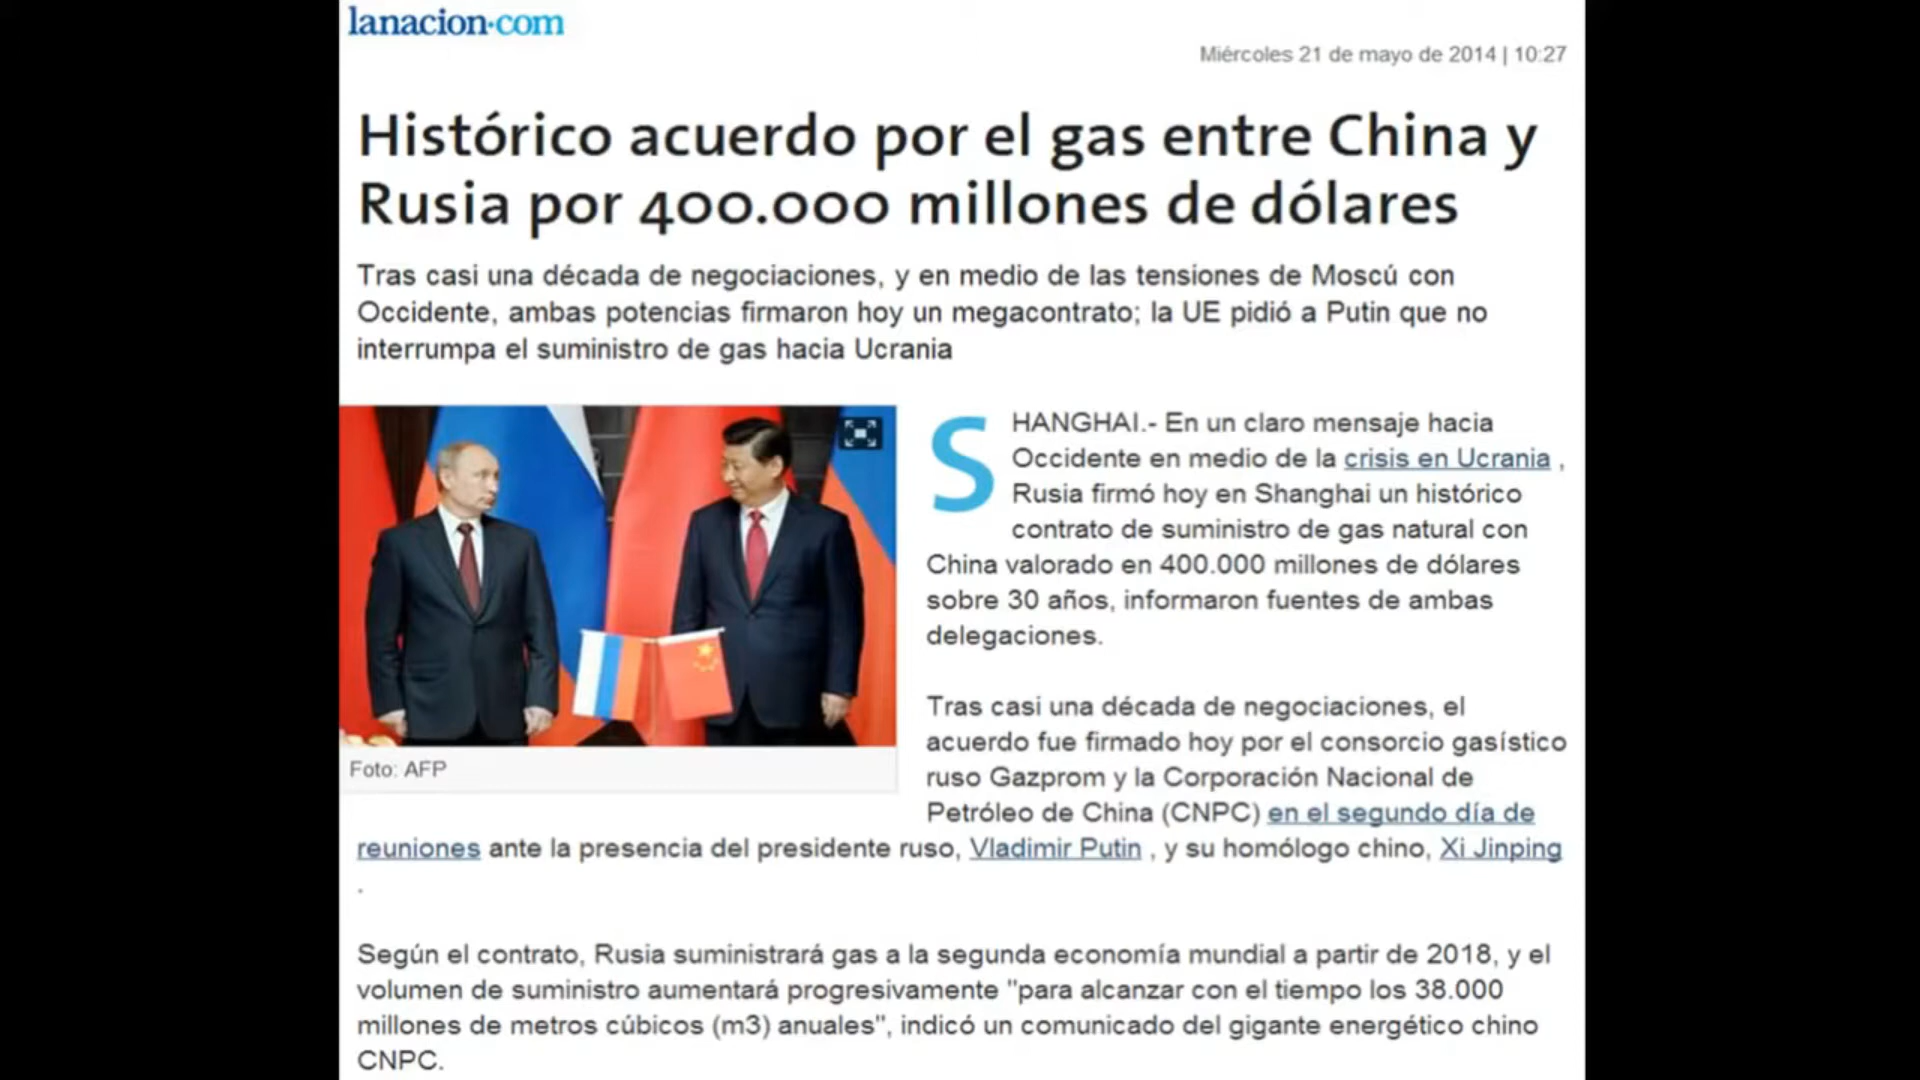 lanacion.com
Miércoles 21 de mayo de 2014 | 10:27
Histórico acuerdo por el gas entre China y
Rusia por 400.000 millones de dólares
Tras casi una década de negociaciones, y en medio de las tensiones de Moscú con
Occidente, ambas potencias firmaron hoy un megacontrato; la UE pidió a Putin que no
interrumpa el suministro de gas hacia Ucrania
Foto: AFP
SHANGHAI.- En un claro mensaje hacia
Occidente en medio de la crisis en Ucrania ,
Rusia firmó hoy en Shanghai un histórico
contrato de suministro de gas natural con
China valorado en 400.000 millones de dólares
sobre 30 años, informaron fuentes de ambas
delegaciones.
Tras casi una década de negociaciones, el
acuerdo fue firmado hoy por el consorcio gasístico
ruso Gazprom y la Corporación Nacional de
Petróleo de China (CNPC) en el segundo día de
reuniones ante la presencia del presidente ruso, Vladimir Putin , y su homólogo chino, Xi Jinping
.
Según el contrato, Rusia suministrará gas a la segunda economía mundial a partir de 2018, y el
volumen de suministro aumentará progresivamente "para alcanzar con el tiempo los 38.000
millones de metros cúbicos (m3) anuales", indicó un comunicado del gigante energético chino
CNPC.